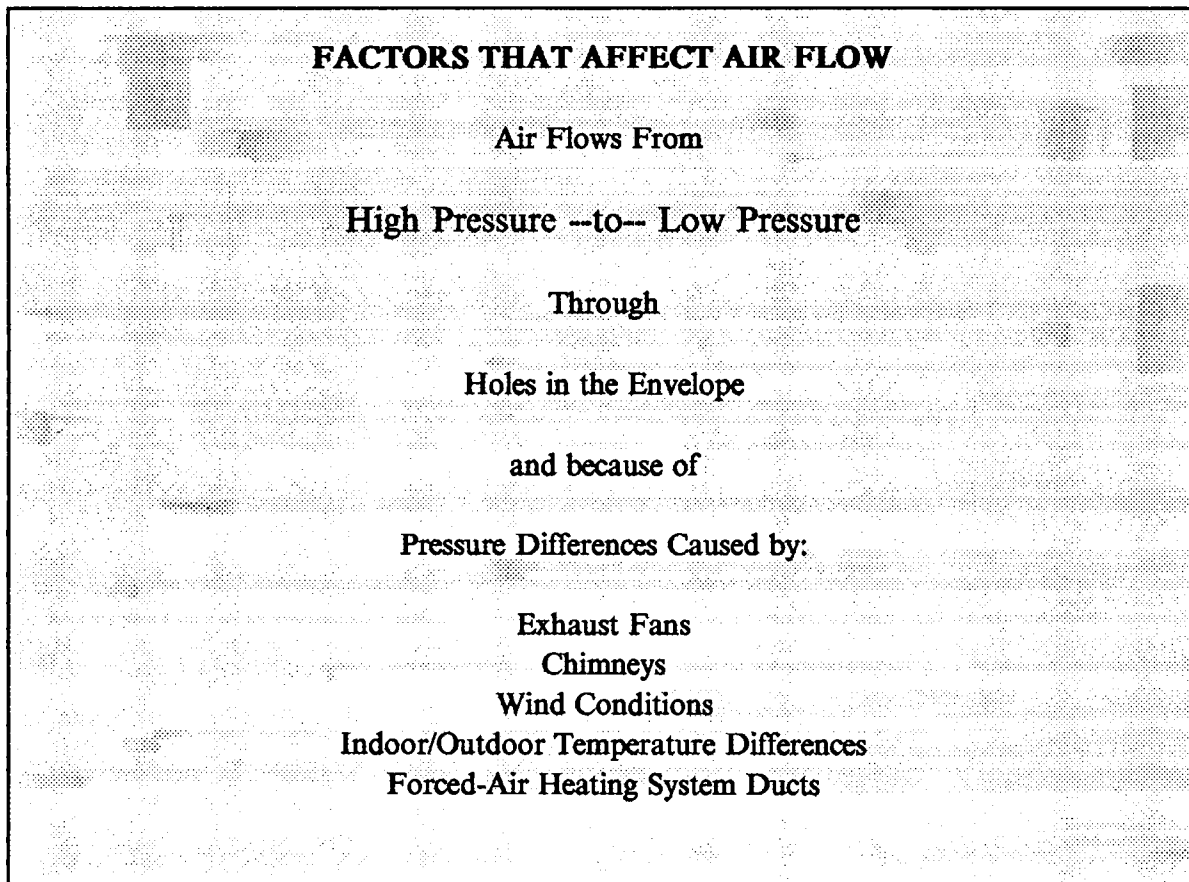 FACTORS THAT AFFECT AIR FLOW
Air Flows From
High Pressure --to-- Low Pressure
Through
Holes in the Envelope
and because of
Pressure Differences Caused by:
Exhaust Fans
Chimneys
Wind Conditions
Indoor/Outdoor Temperature Differences
Forced-Air Heating System Ducts